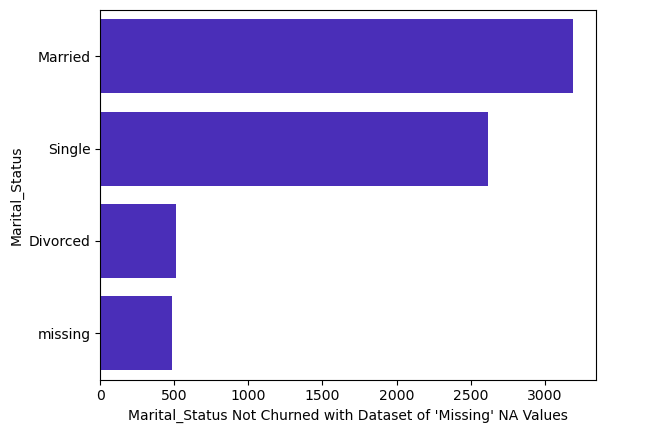 Married
Single
Divorced
missing
Marital_Status
0 500 1000 1500 2000 2500 3000
Marital_Status Not Churned with Dataset of 'Missing' NA Values